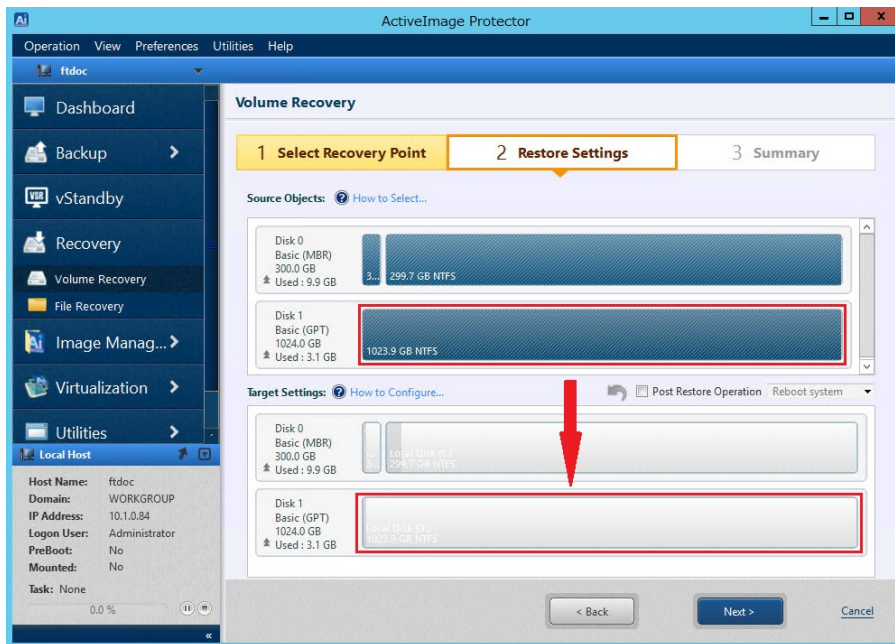 Ai
ActiveImage Protector
Operation View Preferences Utilities Help
ftdoc
Dashboard
Backup
VSR
vStandby
Recovery
Volume Recovery
File Recovery
Ai
Image Manag...
Virtualization
Utilities
Local Host
Host Name: ftdoc
Domain: WORKGROUP
IP Address: 10.1.0.84
Logon User: Administrator
PreBoot: No
Mounted: No
Task: None
0.0 %
Volume Recovery
1 Select Recovery Point
2 Restore Settings
3 Summary
Source Objects: ? How to Select...
Disk 0
Basic (MBR)
300.0 GB
Used : 9.9 GB
3... 299.7 GB NTFS
Disk 1
Basic (GPT)
1024.0 GB
Used : 3.1 GB
1023.9 GB NTFS
Target Settings: ? How to Configure...
Post Restore Operation Reboot system
Disk 0
Basic (MBR)
300.0 GB
Used : 9.9 GB
Local Disk (C:)
3... 299.7 GB NTFS
Disk 1
Basic (GPT)
1024.0 GB
Used : 3.1 GB
Local Disk (D:)
1023.9 GB NTFS
< Back
Next >
Cancel